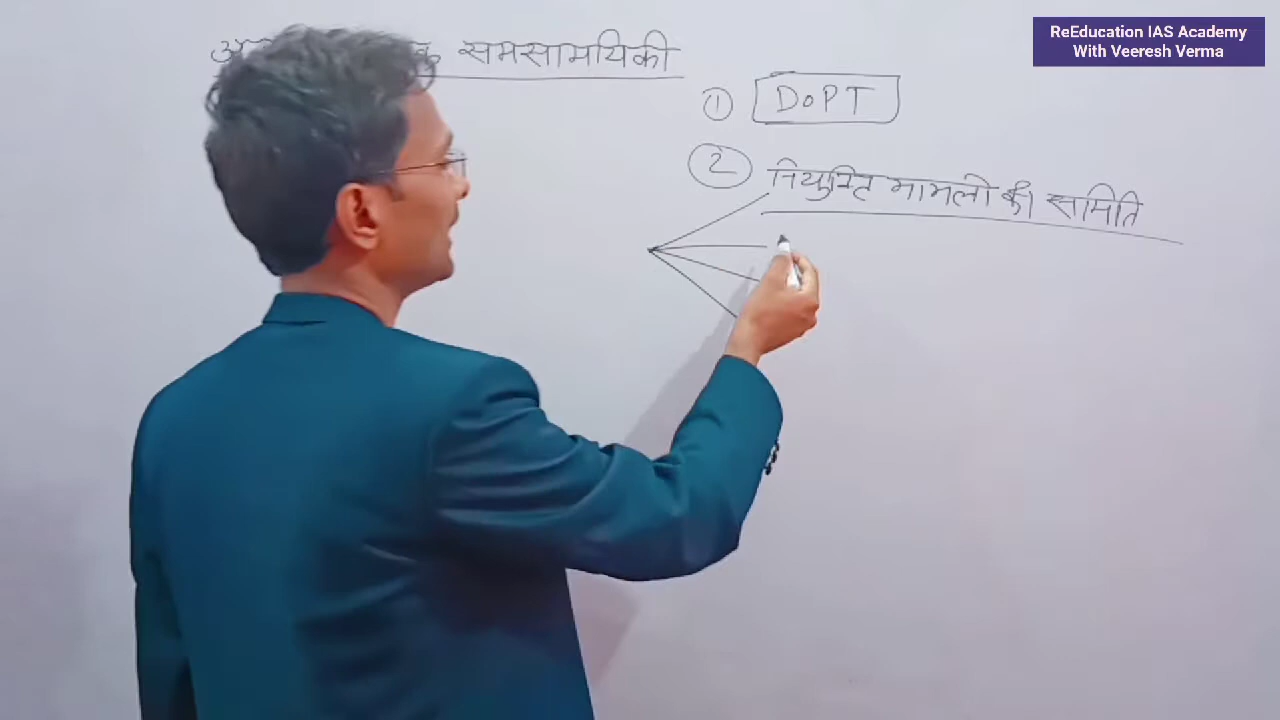 ReEducation IAS Academy
With Veeresh Verma
समसामयिकी
① DoPT
② नियुक्ति मामलो की समिति